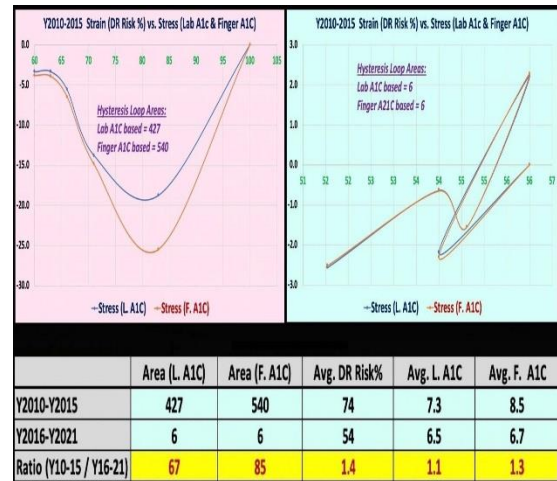 Y2010-2015 Strain (DR Risk %) vs. Stress (Lab A1c & Finger A1C)
0.0
60 65 70 75 80 85 90 95 100 105
-5.0
-10.0
-15.0
-20.0
-25.0
-30.0
Hysteresis Loop Areas:
Lab A1C based = 427
Finger A1C based = 540
Stress (L. A1C) Stress (F. A1C)
Y2010-2015 Strain (DR Risk %) vs. Stress (Lab A1c & Finger A1C)
3.0
2.0
1.0
0.0
51 52 52 53 53 54 54 55 55 56 56 57
-1.0
-2.0
-3.0
Hysteresis Loop Areas:
Lab A1C based = 6
Finger A21C based = 6
Stress (L. A1C) Stress (F. A1C)
Area (L. A1C) Area (F. A1C) Avg. DR Risk% Avg. L. A1C Avg. F. A1C
Y2010-Y2015 427 540 74 7.3 8.5
Y2016-Y2021 6 6 54 6.5 6.7
Ratio (Y10-15 / Y16-21) 67 85 1.4 1.1 1.3